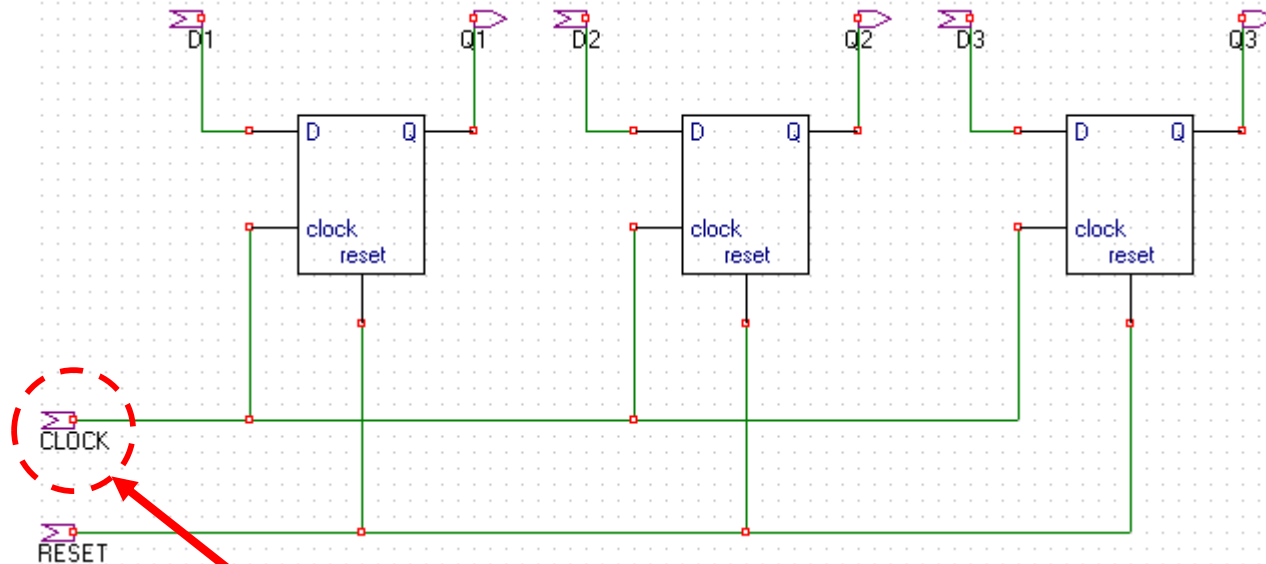 D1 Q1 D2 Q2 D3 Q3
D Q D Q D Q
clock clock clock
reset reset reset
CLOCK
RESET